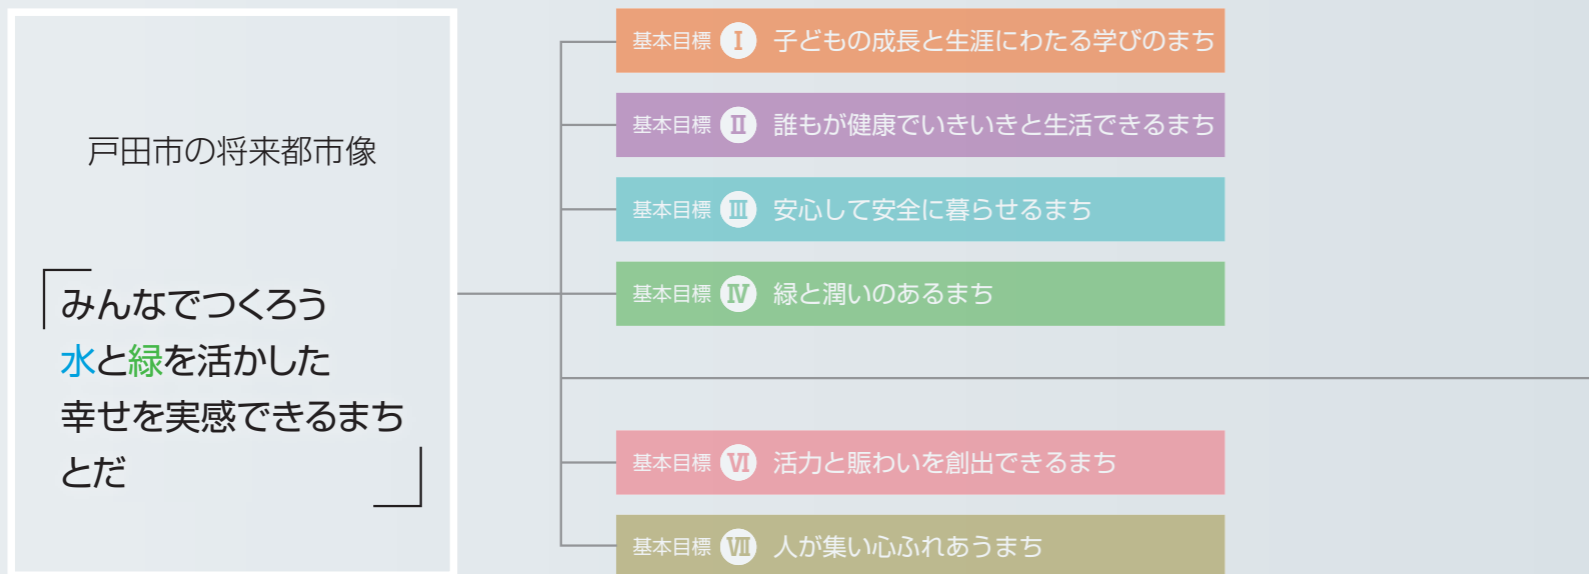 戸田市の将来都市像
「みんなでつくろう
水と緑を活かした
幸せを実感できるまち
とだ」
基本目標 Ⅰ 子どもの成長と生涯にわたる学びのまち
基本目標 Ⅱ 誰もが健康でいきいきと生活できるまち
基本目標 Ⅲ 安心して安全に暮らせるまち
基本目標 Ⅳ 緑と潤いのあるまち
基本目標 Ⅵ 活力と賑わいを創出できるまち
基本目標 Ⅶ 人が集い心ふれあうまち